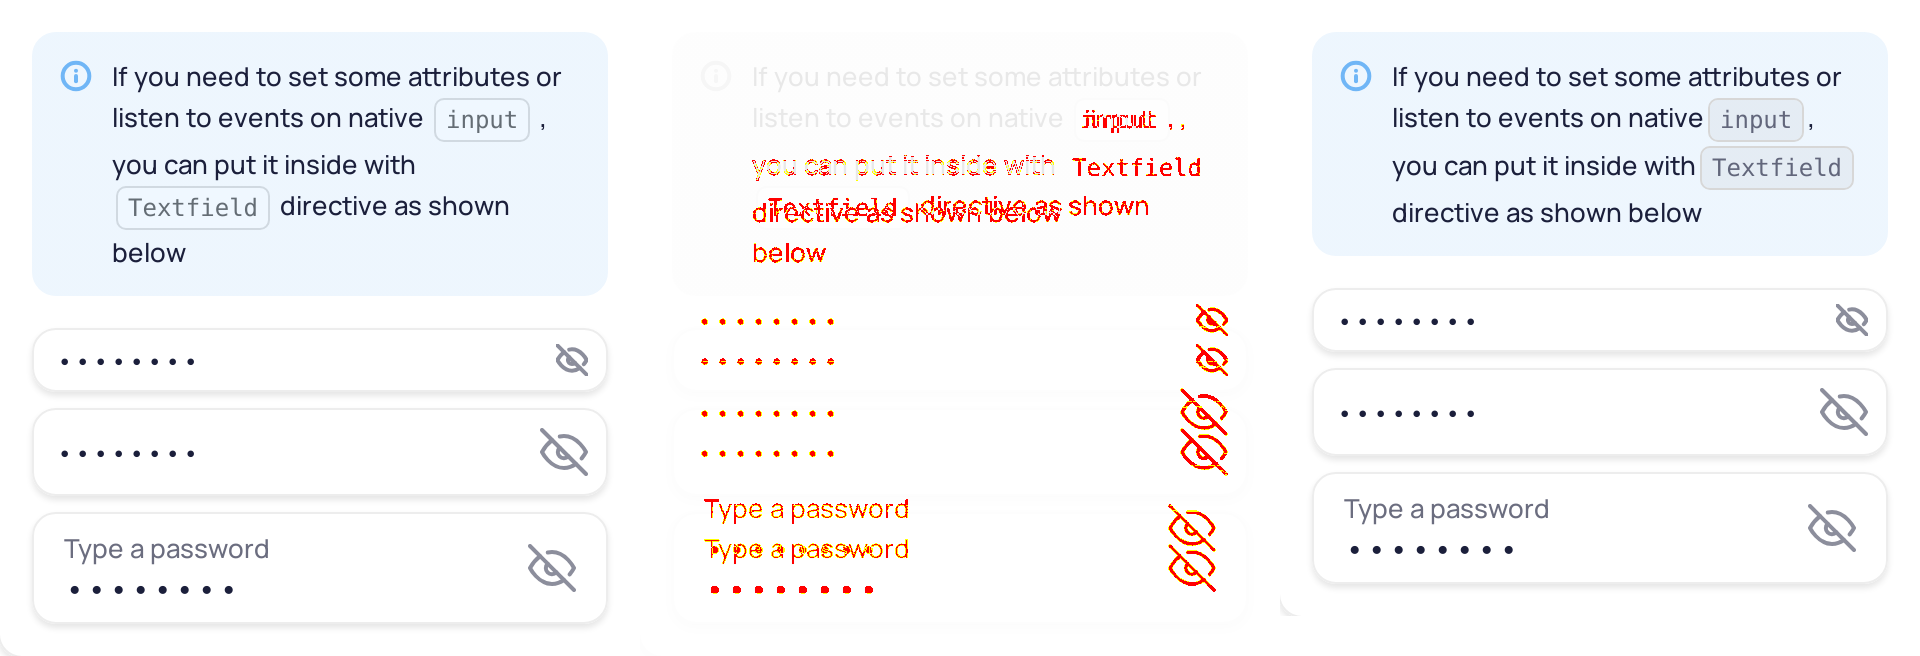 If you need to set some attributes or
listen to events on native input ,
you can put it inside with
Textfield directive as shown
below
••••••••
••••••••
Type a password
••••••••
If you need to set some attributes or
listen to events on native ,,
you can put it inside with Textfield
Textfield directive as shown
directive as shown below
below
••••••••
••••••••
••••••••
••••••••
Type a password
Type a password
••••••••
If you need to set some attributes or
listen to events on native input ,
you can put it inside with Textfield
directive as shown below
••••••••
••••••••
Type a password
••••••••